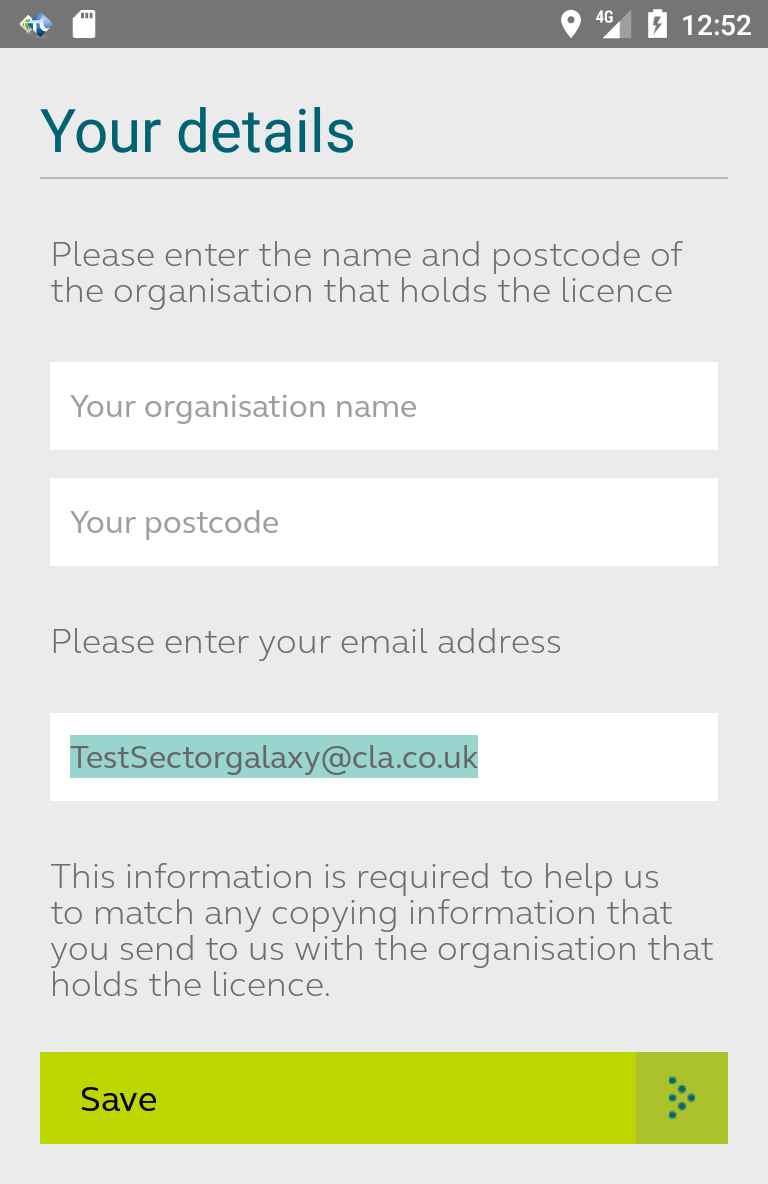 4G 12:52
Your details
Please enter the name and postcode of
the organisation that holds the licence
Your organisation name
Your postcode
Please enter your email address
TestSectorgalaxy@cla.co.uk
This information is required to help us
to match any copying information that
you send to us with the organisation that
holds the licence.
Save